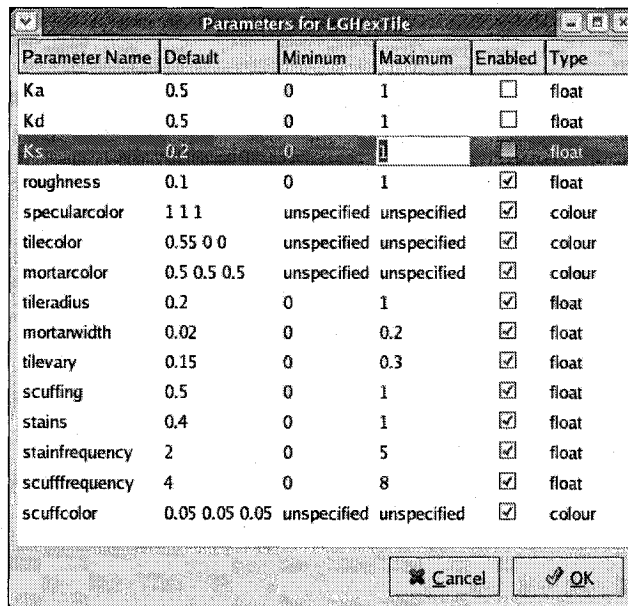 Parameters for LGHexTile
Parameter Name Default Mininum Maximum Enabled Type
Ka 0.5 0 1 float
Kd 0.5 0 1 float
Ks 0.2 0 1 float
roughness 0.1 0 1 float
specularcolor 1 1 1 unspecified unspecified colour
tilecolor 0.55 0 0 unspecified unspecified colour
mortarcolor 0.5 0.5 0.5 unspecified unspecified colour
tileradius 0.2 0 1 float
mortarwidth 0.02 0 0.2 float
tilevary 0.15 0 0.3 float
scuffing 0.5 0 1 float
stains 0.4 0 1 float
stainfrequency 2 0 5 float
scufffrequency 4 0 8 float
scuffcolor 0.05 0.05 0.05 unspecified unspecified colour
Cancel OK